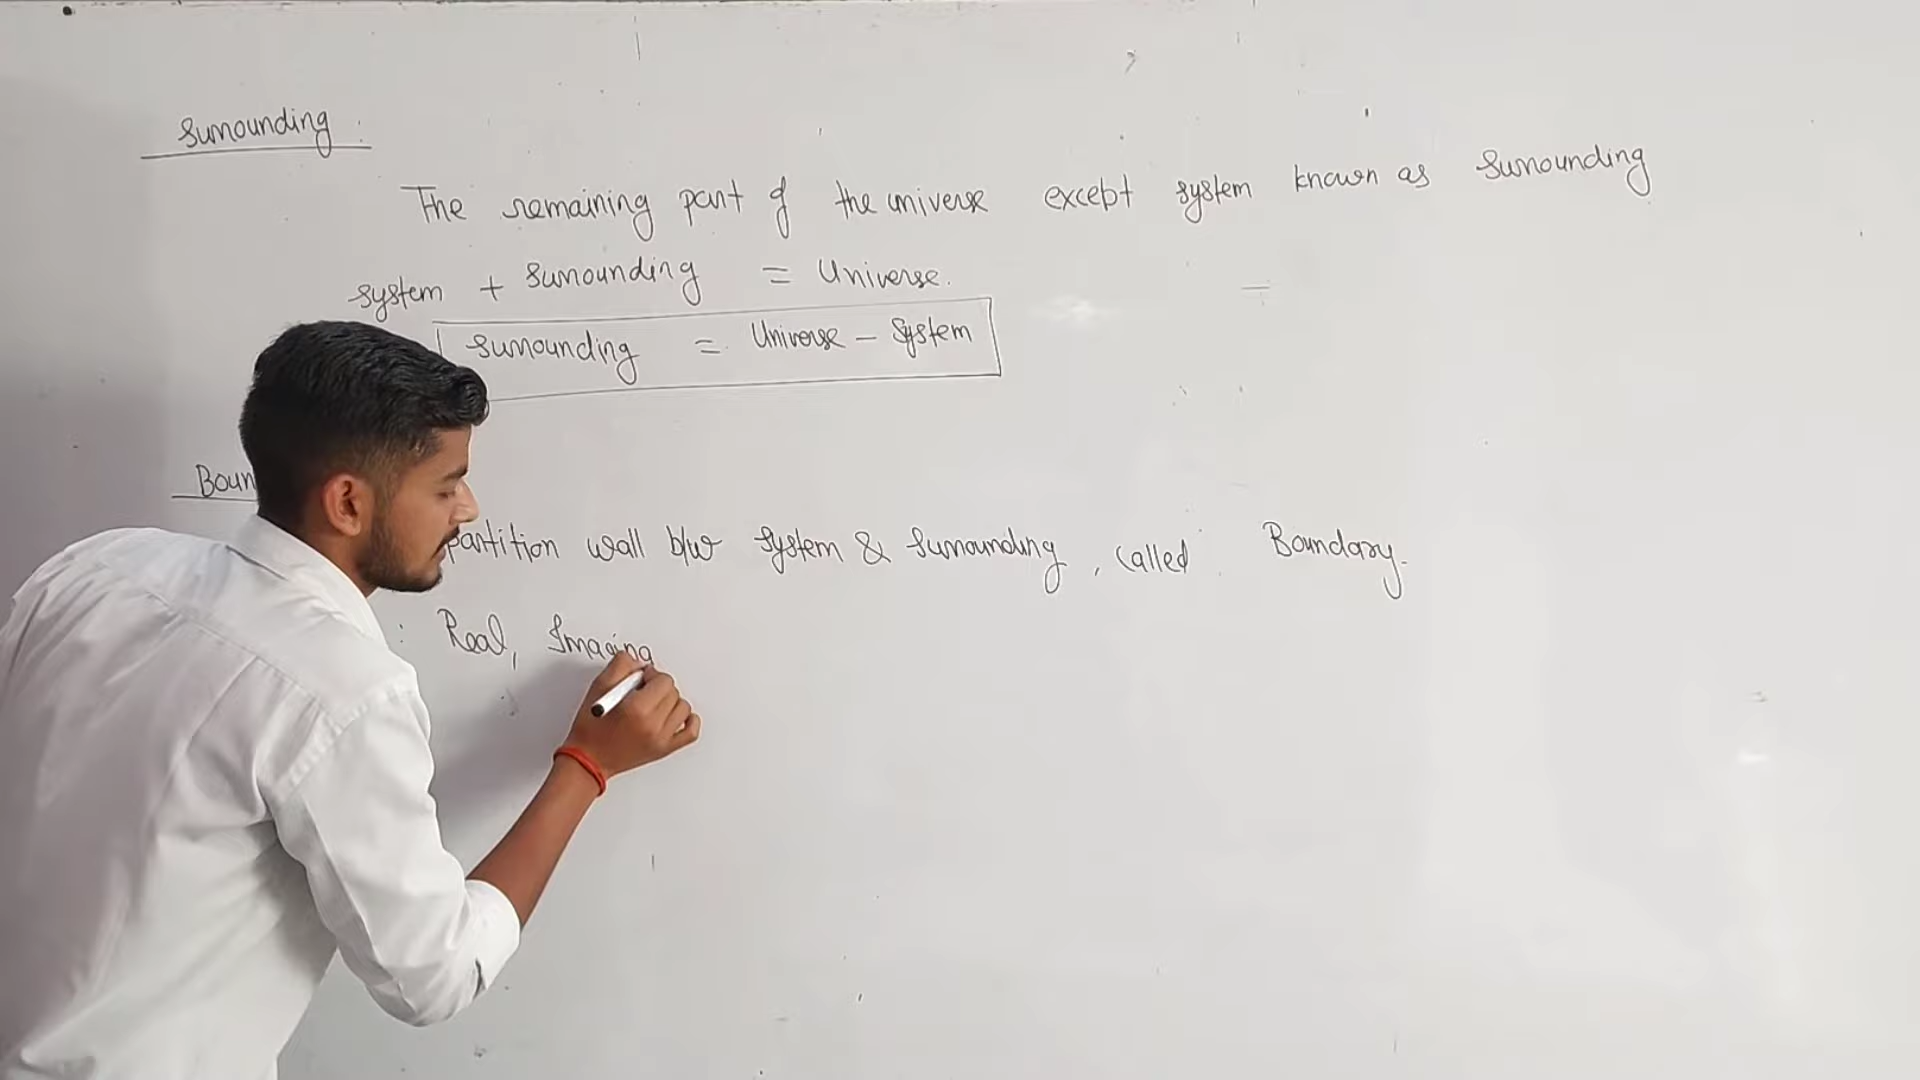 Surrounding :
The remaining part of the universe except system known as Surrounding
system + surrounding = Universe.
surrounding = Universe - System
Boun
partition wall b/w system & surrounding, called Boundary.
: Real, Imagina